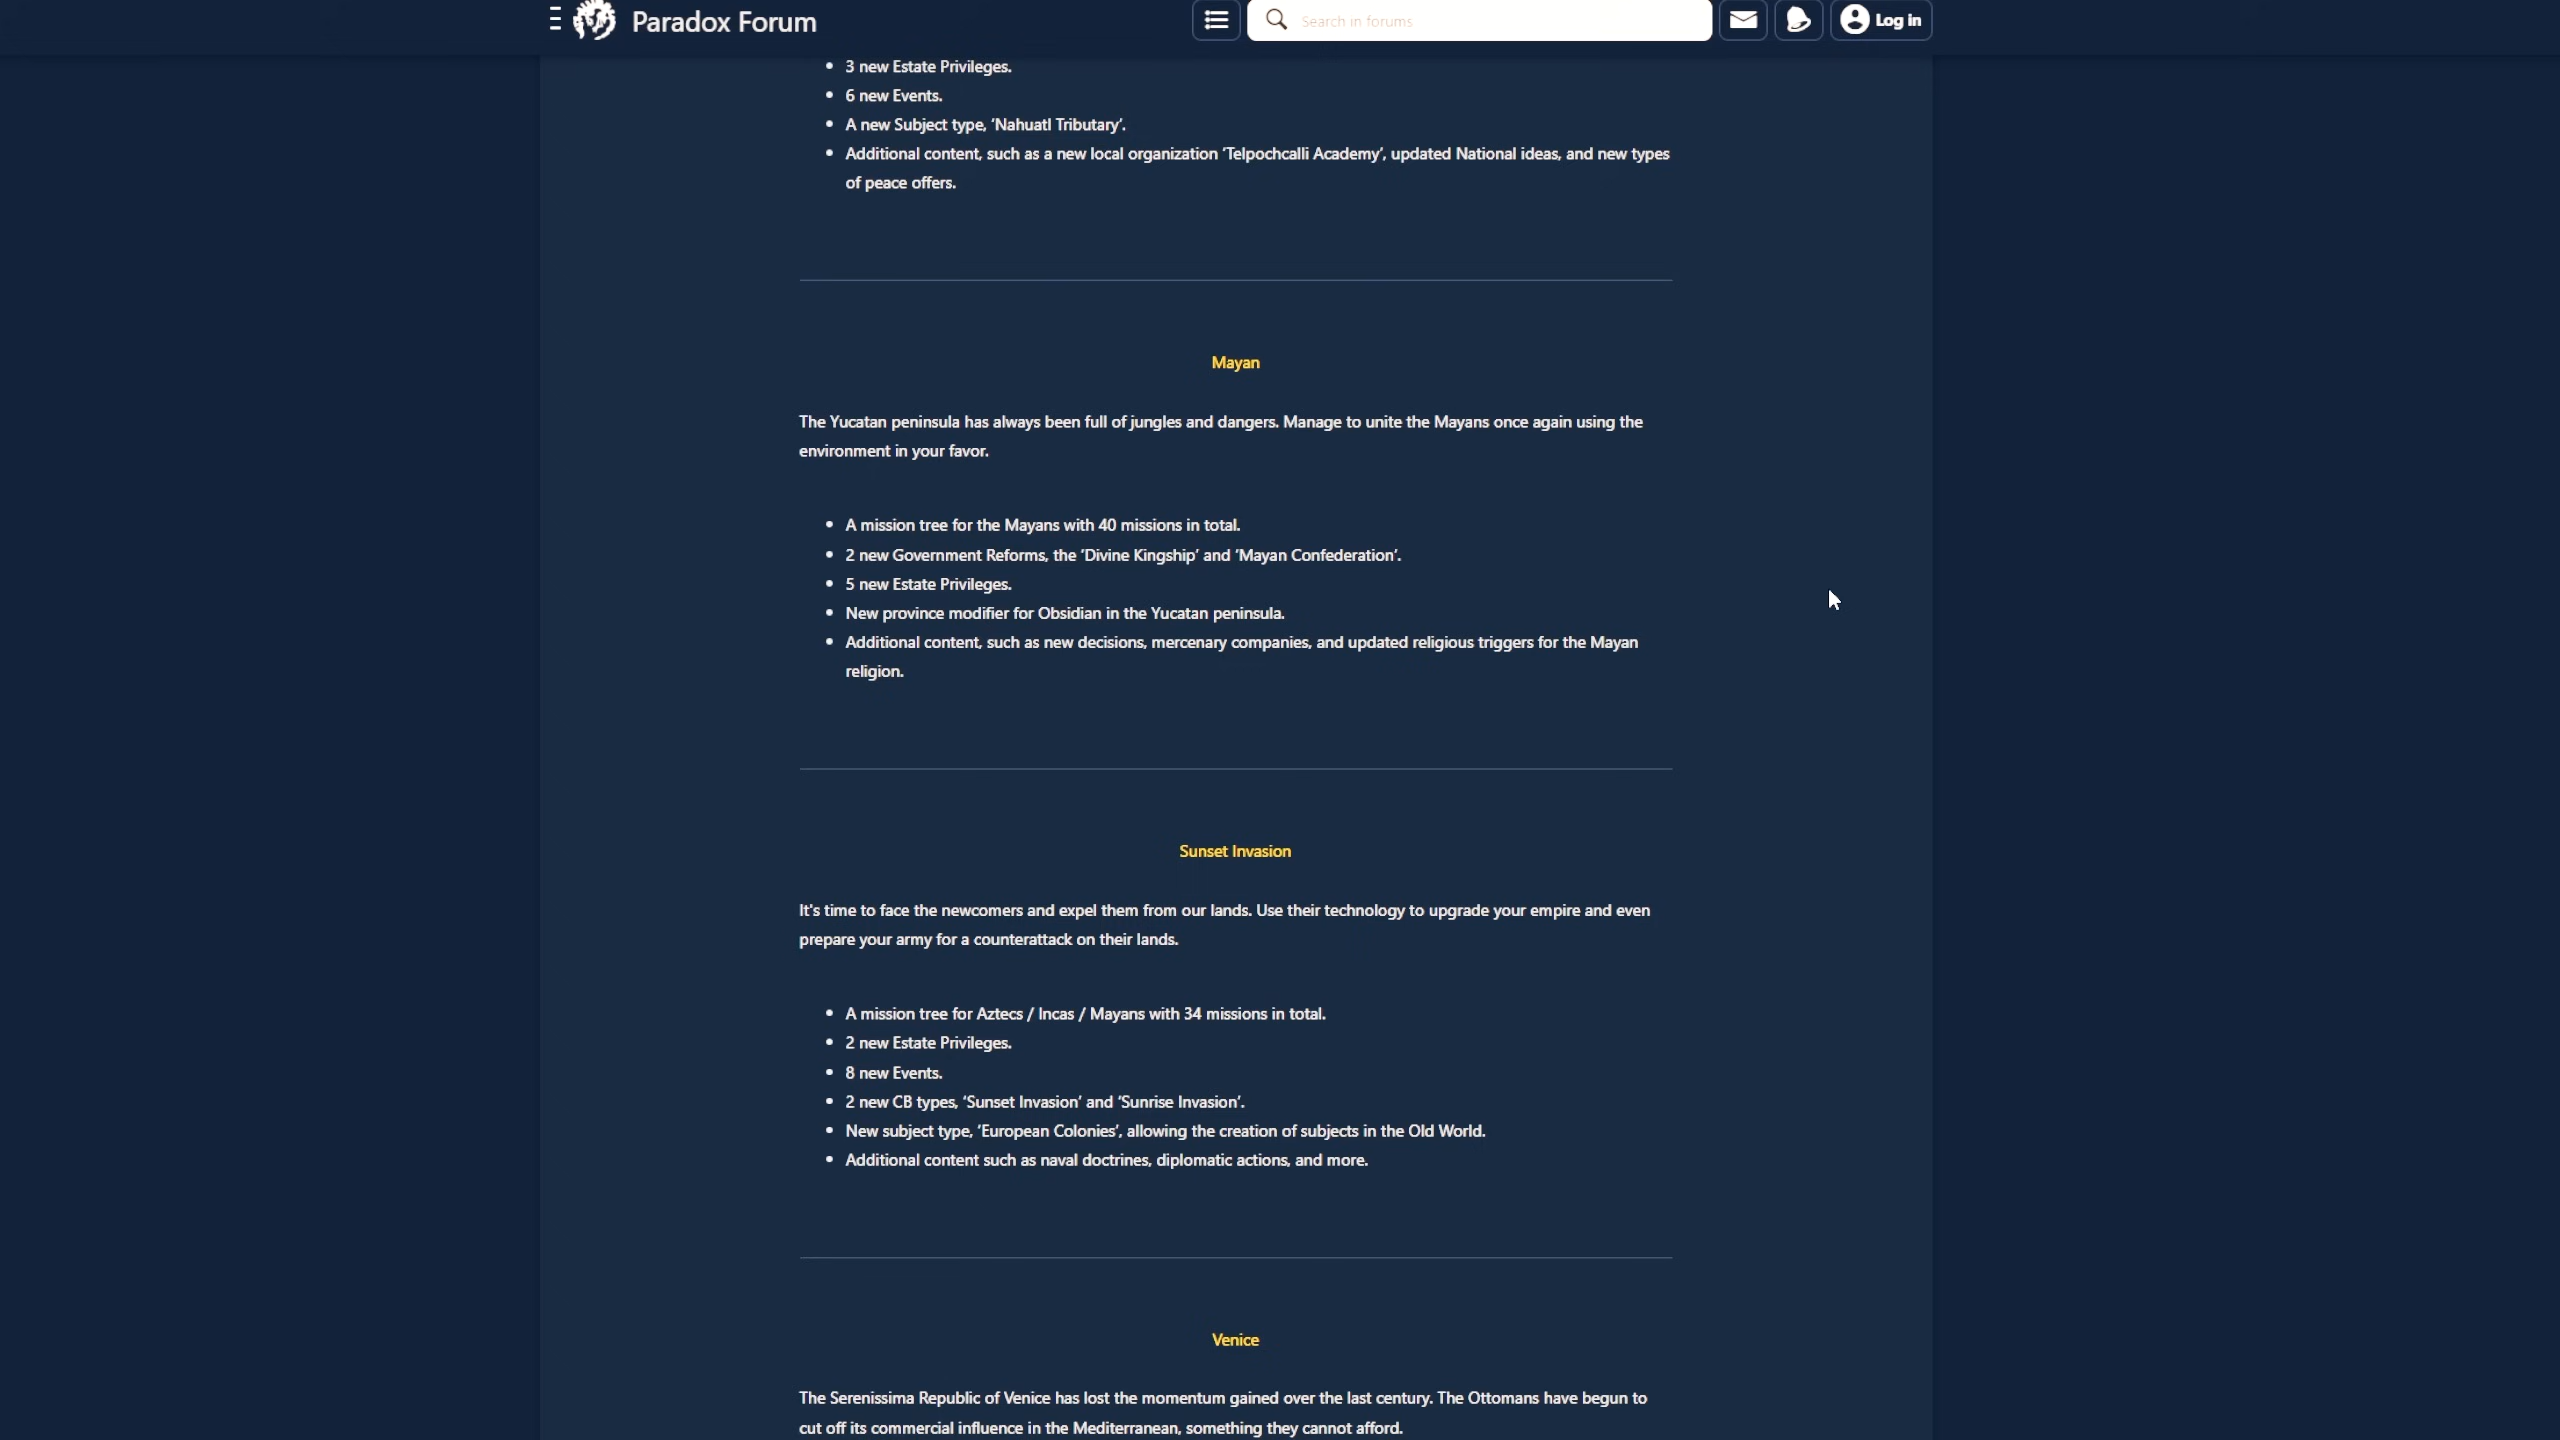 Paradox Forum
Search in forums
Log in
3 new Estate Privileges.
6 new Events.
A new Subject type, ‘Nahuatl Tributary’.
Additional content, such as a new local organization ‘Telpochcalli Academy’, updated National ideas, and new types
of peace offers.
Mayan
The Yucatan peninsula has always been full of jungles and dangers. Manage to unite the Mayans once again using the
environment in your favor.
A mission tree for the Mayans with 40 missions in total.
2 new Government Reforms, the ‘Divine Kingship’ and ‘Mayan Confederation’.
5 new Estate Privileges.
New province modifier for Obsidian in the Yucatan peninsula.
Additional content, such as new decisions, mercenary companies, and updated religious triggers for the Mayan
religion.
Sunset Invasion
It's time to face the newcomers and expel them from our lands. Use their technology to upgrade your empire and even
prepare your army for a counterattack on their lands.
A mission tree for Aztecs / Incas / Mayans with 34 missions in total.
2 new Estate Privileges.
8 new Events.
2 new CB types, ‘Sunset Invasion’ and ‘Sunrise Invasion’.
New subject type, ‘European Colonies’, allowing the creation of subjects in the Old World.
Additional content such as naval doctrines, diplomatic actions, and more.
Venice
The Serenissima Republic of Venice has lost the momentum gained over the last century. The Ottomans have begun to
cut off its commercial influence in the Mediterranean, something they cannot afford.